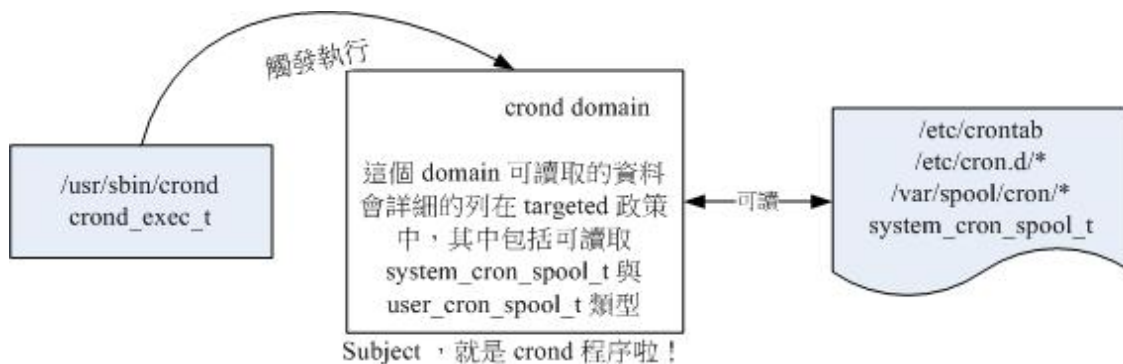 觸發執行
/usr/sbin/crond
crond_exec_t
crond domain
這個 domain 可讀取的資料
會詳細的列在 targeted 政策
中，其中包括可讀取
system_cron_spool_t 與
user_cron_spool_t 類型
Subject ，就是 crond 程序啦！
可讀
/etc/crontab
/etc/cron.d/*
/var/spool/cron/*
system_cron_spool_t